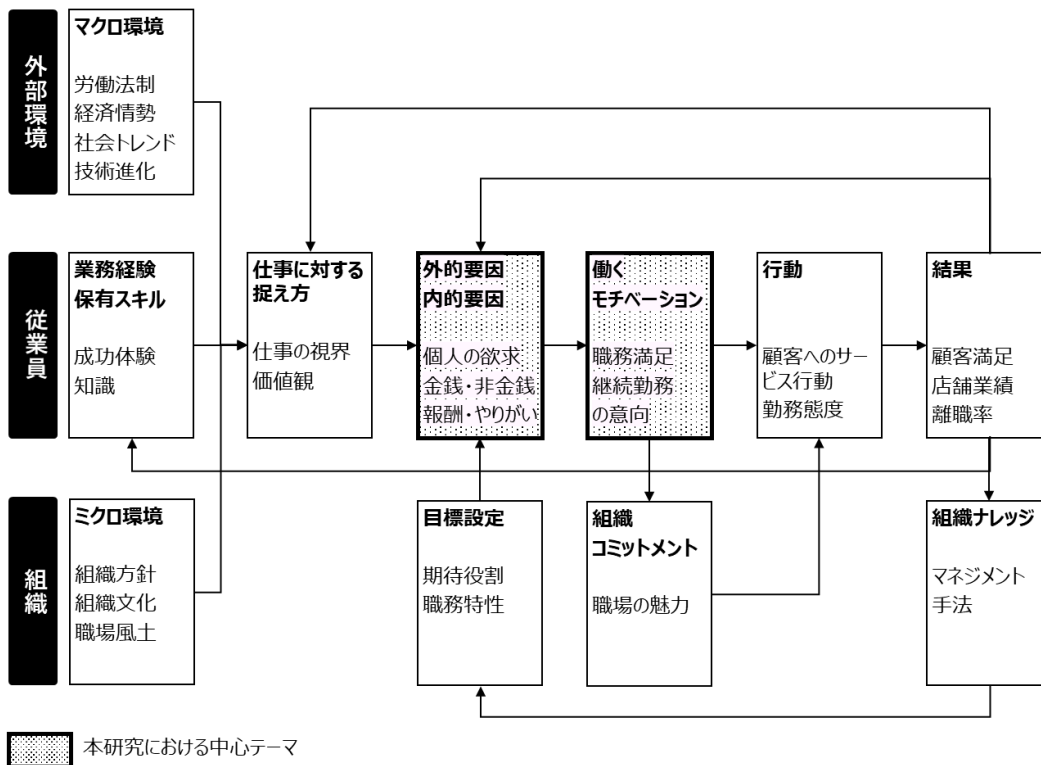 外部環境
マクロ環境
労働法制
経済情勢
社会トレンド
技術進化
従業員
業務経験
保有スキル
成功体験
知識
仕事に対する
捉え方
仕事の視界
価値観
外的要因
内的要因
個人の欲求
金銭・非金銭
報酬・やりがい
働く
モチベーション
職務満足
継続勤務
の意向
行動
顧客へのサー
ビス行動
勤務態度
結果
顧客満足
店舗業績
離職率
組織
ミクロ環境
組織方針
組織文化
職場風土
目標設定
期待役割
職務特性
組織
コミットメント
職場の魅力
組織ナレッジ
マネジメント
手法
本研究における中心テーマ